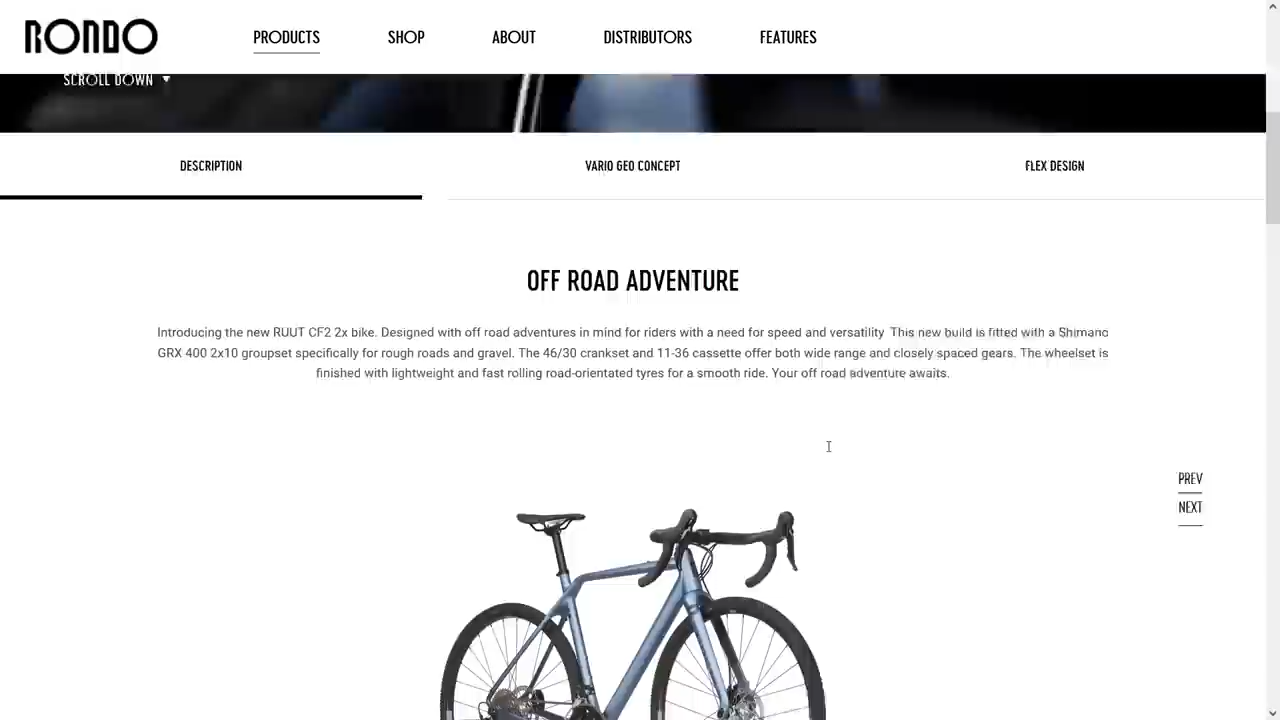 RONDO
PRODUCTS SHOP ABOUT DISTRIBUTORS FEATURES
SCROLL DOWN
DESCRIPTION VARIO GEO CONCEPT FLEX DESIGN
OFF ROAD ADVENTURE
Introducing the new RUUT CF2 2x bike. Designed with off road adventures in mind for riders with a need for speed and versatility This new build is fitted with a Shimano
GRX 400 2x10 groupset specifically for rough roads and gravel. The 46/30 crankset and 11-36 cassette offer both wide range and closely spaced gears. The wheelset is
finished with lightweight and fast rolling road-orientated tyres for a smooth ride. Your off road adventure awaits.
PREV
NEXT